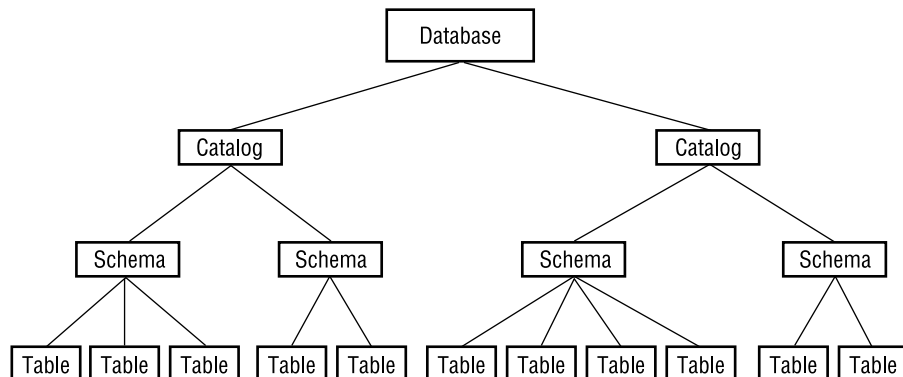 Database
Catalog Catalog
Schema Schema Schema Schema
Table Table Table Table Table Table Table Table Table Table Table